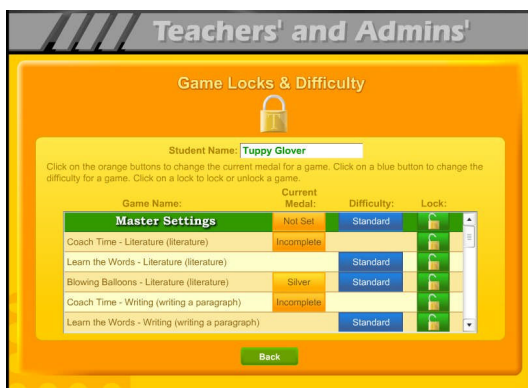 Teachers' and Admins'
Game Locks & Difficulty
Student Name: Tuppy Glover
Click on the orange buttons to change the current medal for a game. Click on a blue button to change the
difficulty for a game. Click on a lock to lock or unlock a game.
Game Name: Current Medal: Difficulty: Lock:
Master Settings Not Set Standard
Coach Time - Literature (literature) Incomplete
Learn the Words - Literature (literature) Standard
Blowing Balloons - Literature (literature) Silver Standard
Coach Time - Writing (writing a paragraph) Incomplete
Learn the Words - Writing (writing a paragraph) Standard
Back